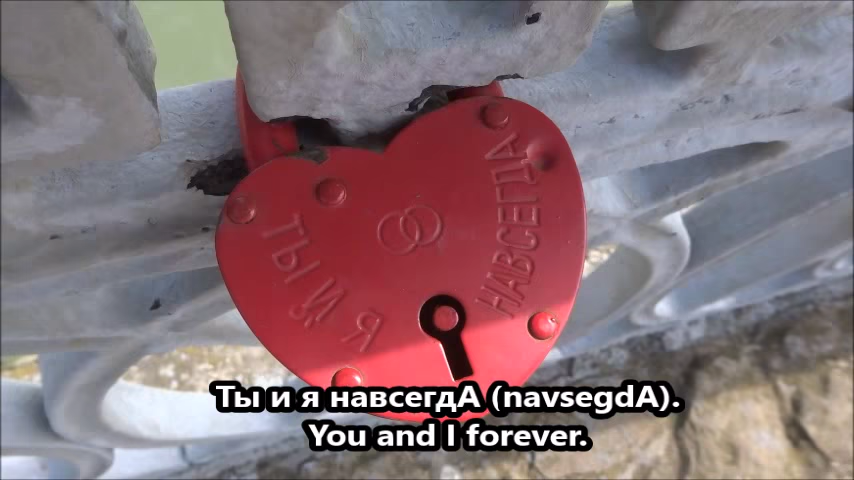 ТЫ Й Я
НАВСЕГДА
Ты и я навсегдА (navsegdA).
You and I forever.